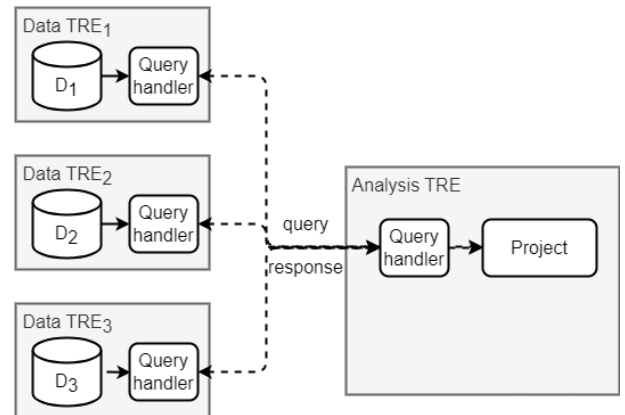 Data TRE1
D1
Query
handler
Data TRE2
D2
Query
handler
Data TRE3
D3
Query
handler
query
response
Analysis TRE
Query
handler
Project